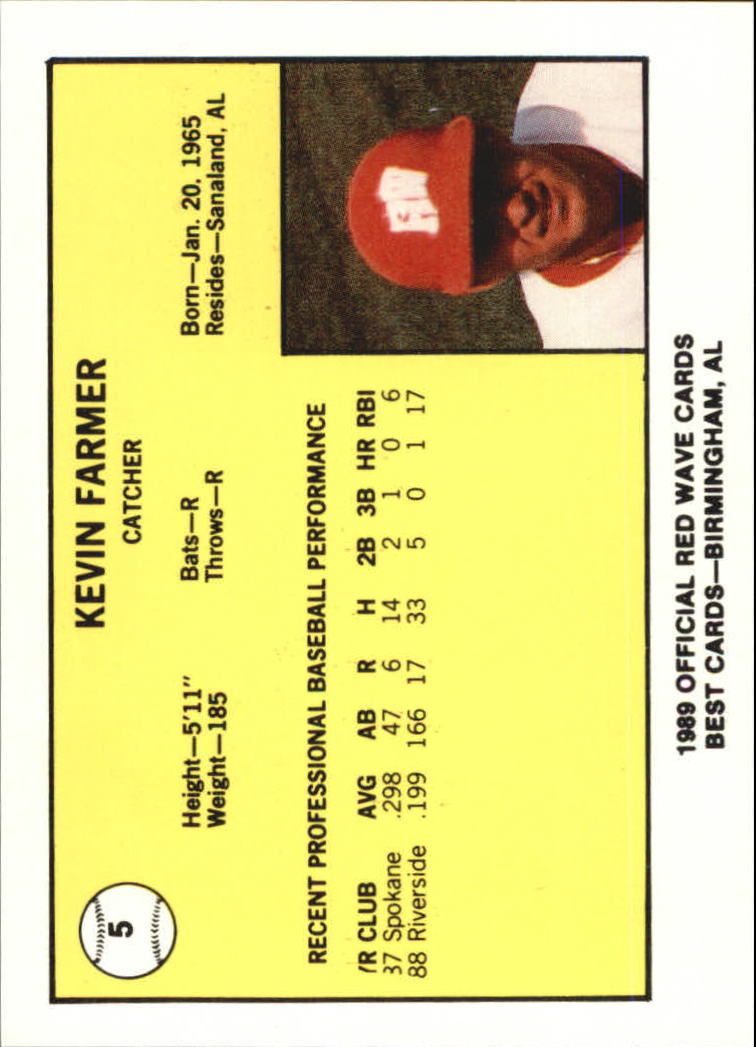 5
KEVIN FARMER
CATCHER
Height—5'11" Bats—R Born—Jan. 20, 1965
Weight—185 Throws—R Resides—Sanaland, AL
RECENT PROFESSIONAL BASEBALL PERFORMANCE
YR CLUB AVG AB R H 2B 3B HR RBI
87 Spokane .298 47 6 14 2 1 0 6
88 Riverside .199 166 17 33 5 0 1 17
RW
1989 OFFICIAL RED WAVE CARDS
BEST CARDS—BIRMINGHAM, AL